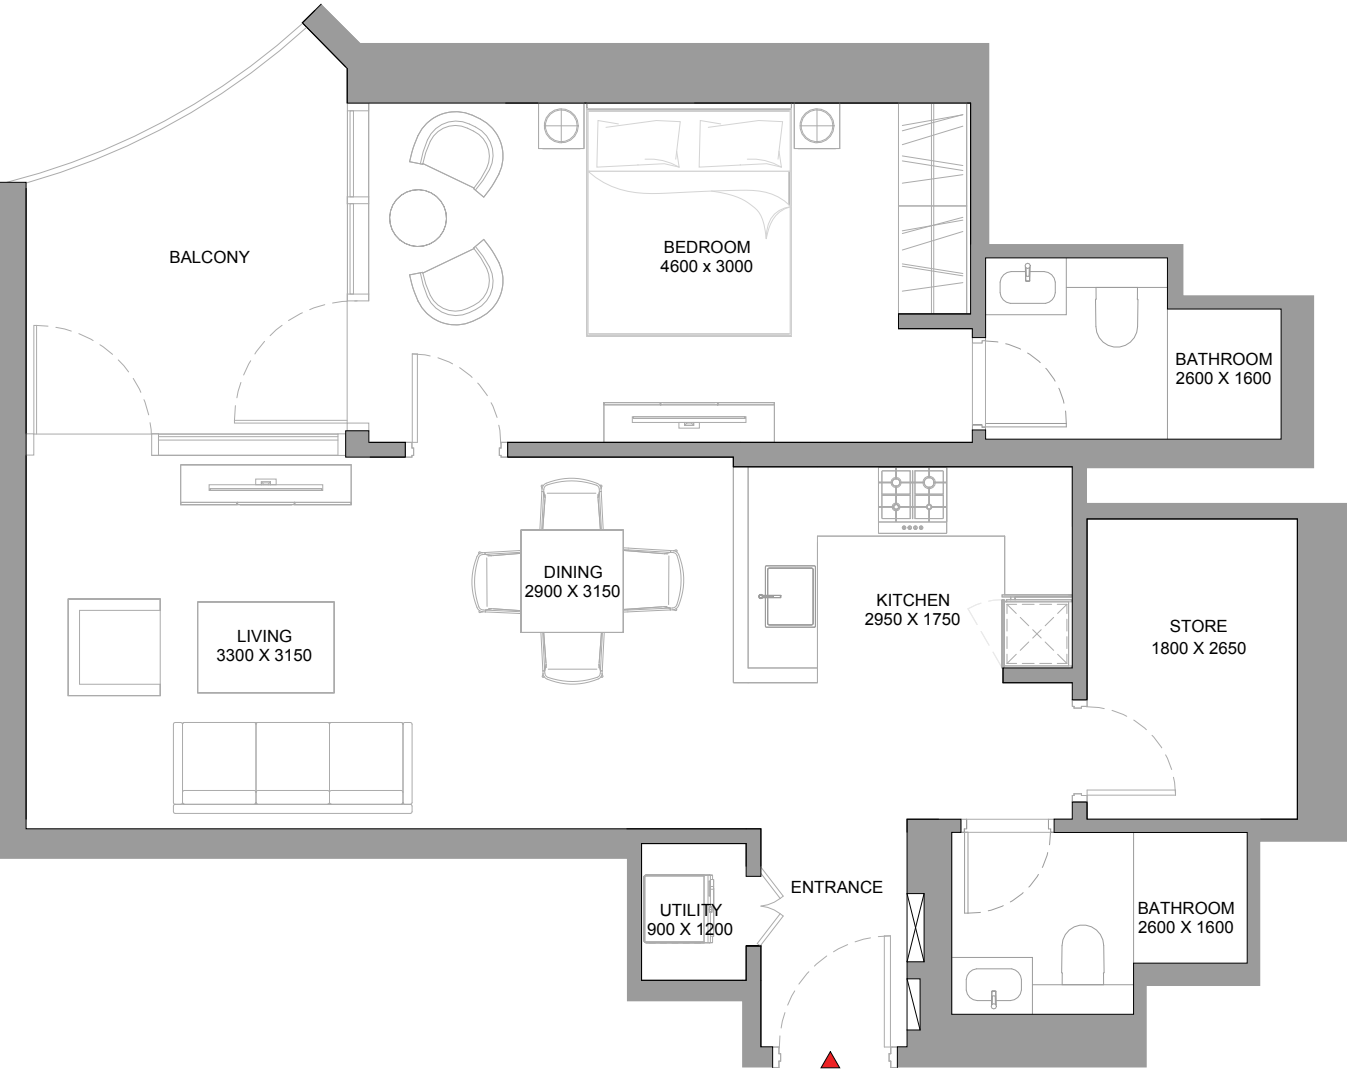 BALCONY
BEDROOM
4600 x 3000
BATHROOM
2600 X 1600
DINING
2900 X 3150
KITCHEN
2950 X 1750
LIVING
3300 X 3150
STORE
1800 X 2650
ENTRANCE
UTILITY
900 X 1200
BATHROOM
2600 X 1600